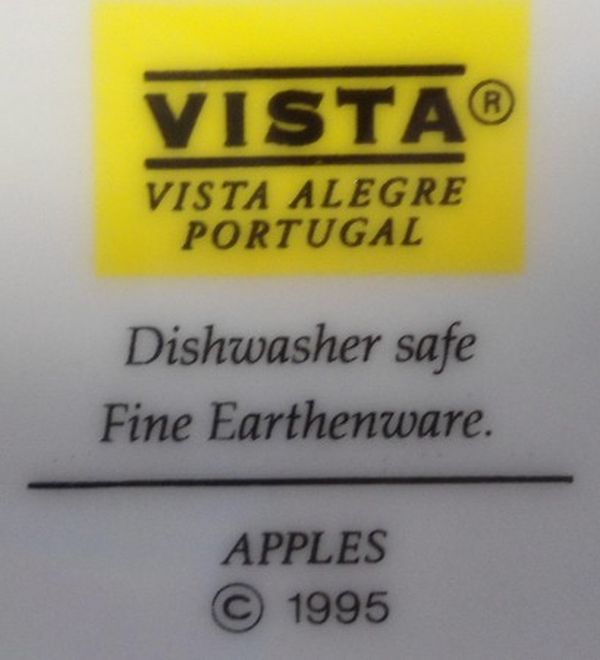 VISTA®
VISTA ALEGRE
PORTUGAL
Dishwasher safe
Fine Earthenware.
APPLES
© 1995